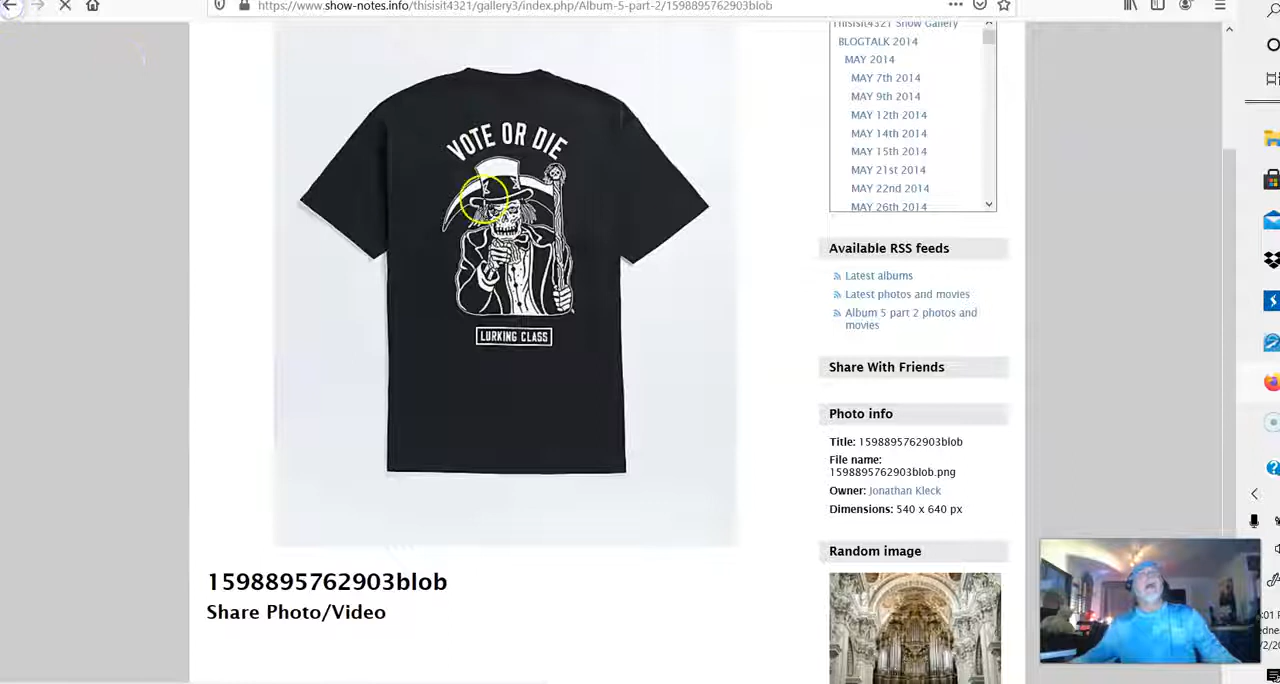 https://www.show-notes.info/thisisit4321/gallery3/index.php/Album-5-part-2/1598895762903blob
Thisisit4321 Show Gallery
BLOGTALK 2014
MAY 2014
MAY 7th 2014
MAY 9th 2014
MAY 12th 2014
MAY 14th 2014
MAY 15th 2014
MAY 21st 2014
MAY 22nd 2014
MAY 26th 2014
VOTE OR DIE
LURKING CLASS
Available RSS feeds
Latest albums
Latest photos and movies
Album 5 part 2 photos and
movies
Share With Friends
Photo info
Title: 1598895762903blob
File name:
1598895762903blob.png
Owner: Jonathan Kleck
Dimensions: 540 x 640 px
Random image
1598895762903blob
Share Photo/Video